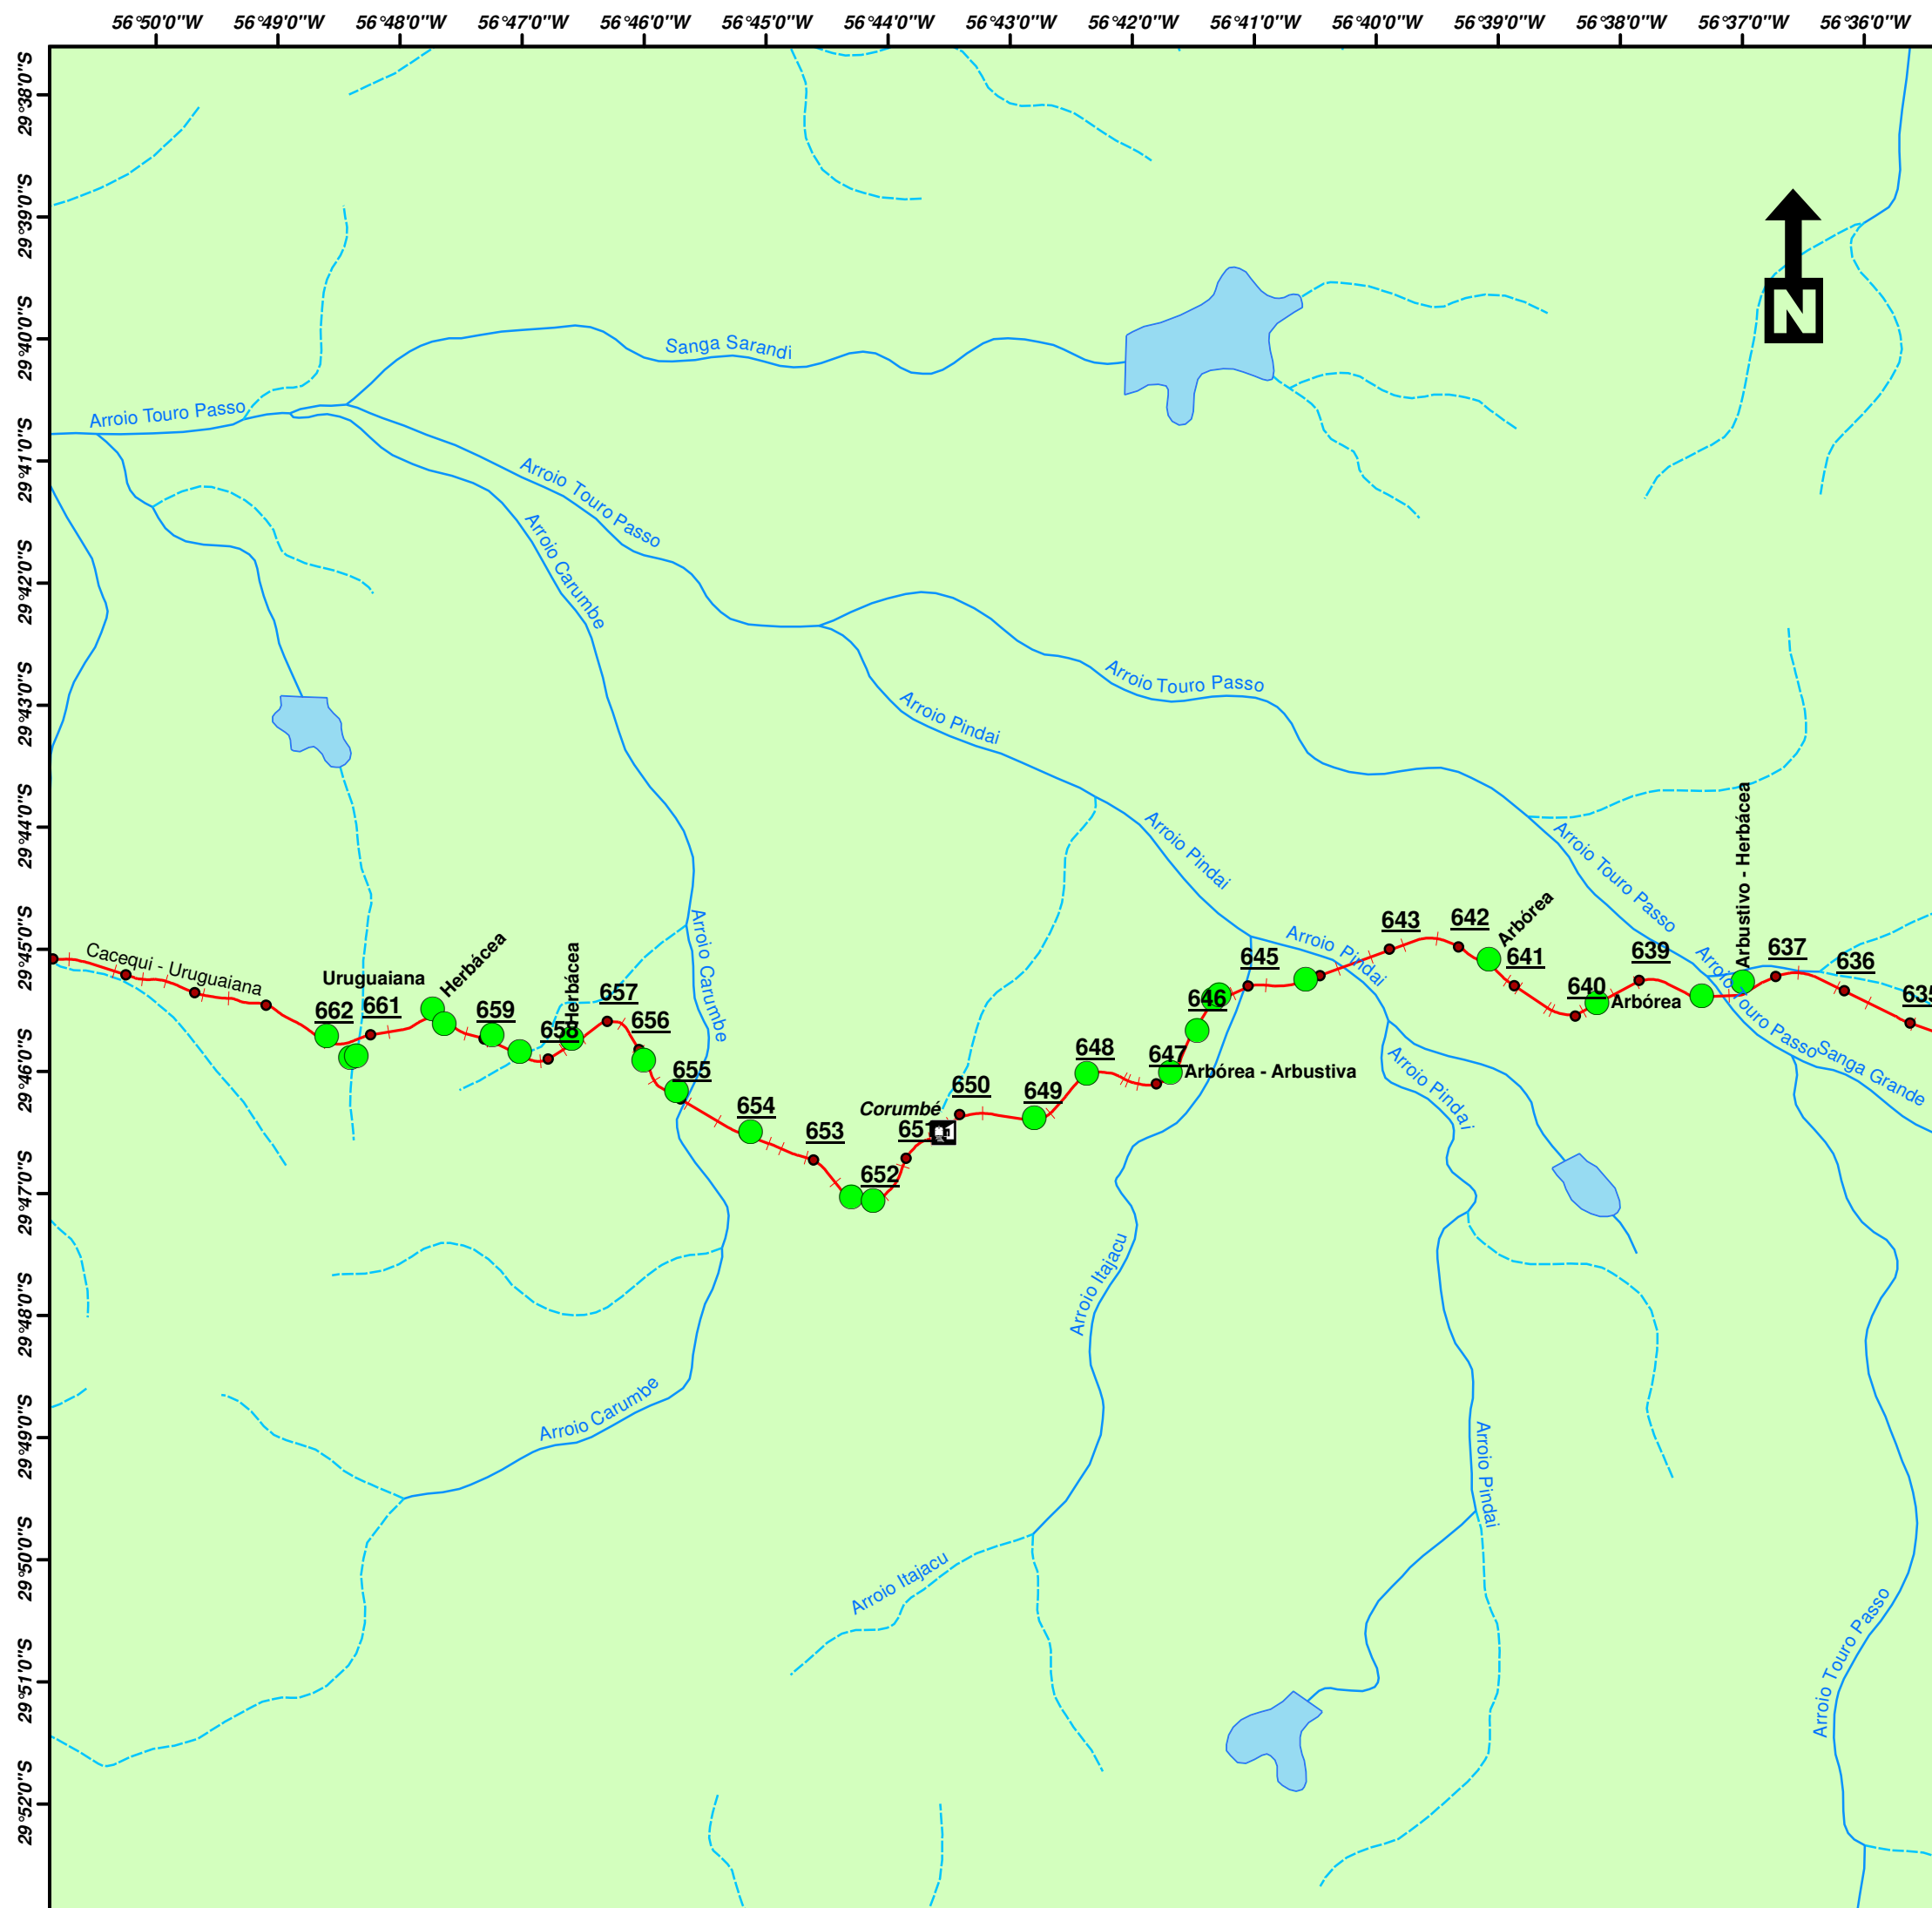 56°50'0"W 56°49'0"W 56°48'0"W 56°47'0"W 56°46'0"W 56°45'0"W 56°44'0"W 56°43'0"W 56°42'0"W 56°41'0"W 56°40'0"W 56°39'0"W 56°38'0"W 56°37'0"W 56°36'0"W
29°38'0"S
29°39'0"S
29°40'0"S
29°41'0"S
29°42'0"S
29°43'0"S
29°44'0"S
29°45'0"S
29°46'0"S
29°47'0"S
29°48'0"S
29°49'0"S
29°50'0"S
29°51'0"S
29°52'0"S
N
Sanga Sarandi
Arroio Touro Passo
Arroio Touro Passo
Arroio Carumbe
Arroio Touro Passo
Arroio Pindai
Arroio Pindai
Arroio Touro Passo
Arbustivo - Herbácea
Arroio Carumbe
Arroio Pindai
Arroio Touro Passo
Sanga Grande
Arroio Pindai
Cacequi - Uruguaiana
Uruguaiana
Herbácea
Herbácea
Arbórea
Arbórea
Arbórea - Arbustiva
Corumbé
662
661
659
658
657
656
655
654
653
652
651
650
649
648
647
646
645
643
642
641
640
639
637
636
635
Arroio Itajacu
Arroio Carumbe
Arroio Pindai
Arroio Itajacu
Arroio Touro Passo